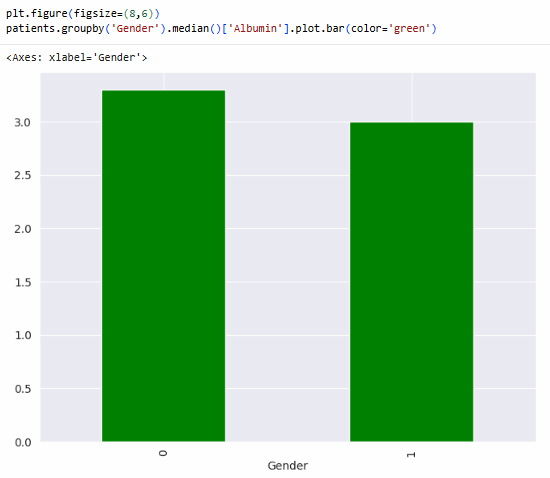 plt.figure(figsize=(8,6))
patients.groupby('Gender').median()['Albumin'].plot.bar(color='green')
<Axes: xlabel='Gender'>
3.0
2.5
2.0
1.5
1.0
0.5
0.0
0
1
Gender